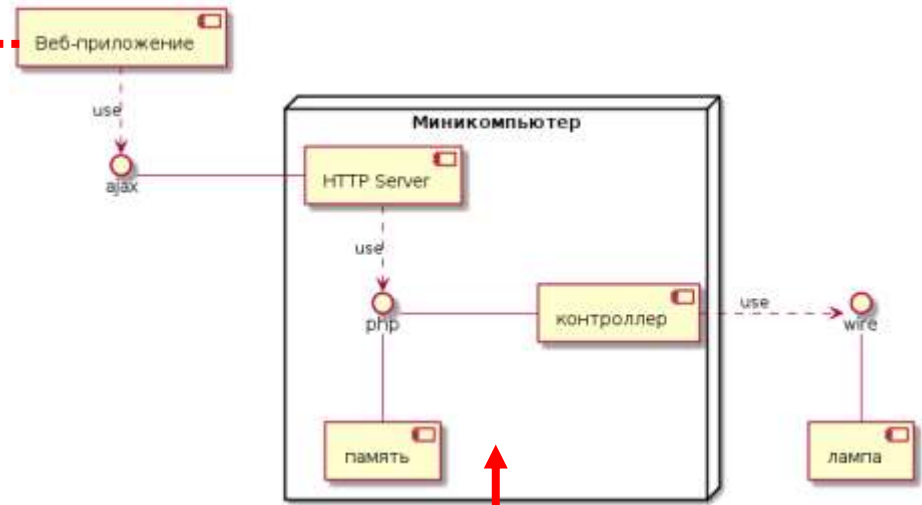 Веб-приложение
use
Миникомпьютер
HTTP Server
ajax
use
контроллер
use
php
wire
память
лампа